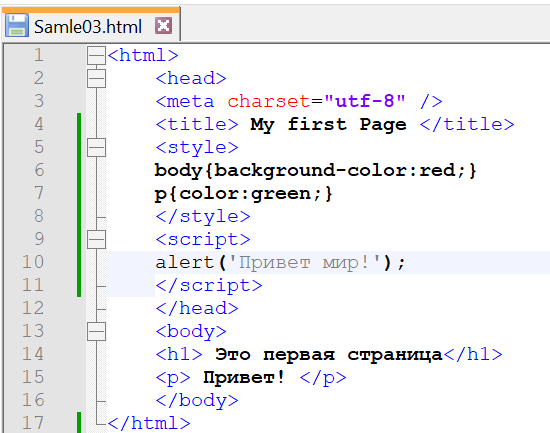 Samle03.html
1 <html>
2 <head>
3 <meta charset="utf-8" />
4 <title> My first Page </title>
5 <style>
6 body{background-color:red;}
7 p{color:green;}
8 </style>
9 <script>
10 alert('Привет мир!');
11 </script>
12 </head>
13 <body>
14 <h1> Это первая страница</h1>
15 <p> Привет! </p>
16 </body>
17 </html>